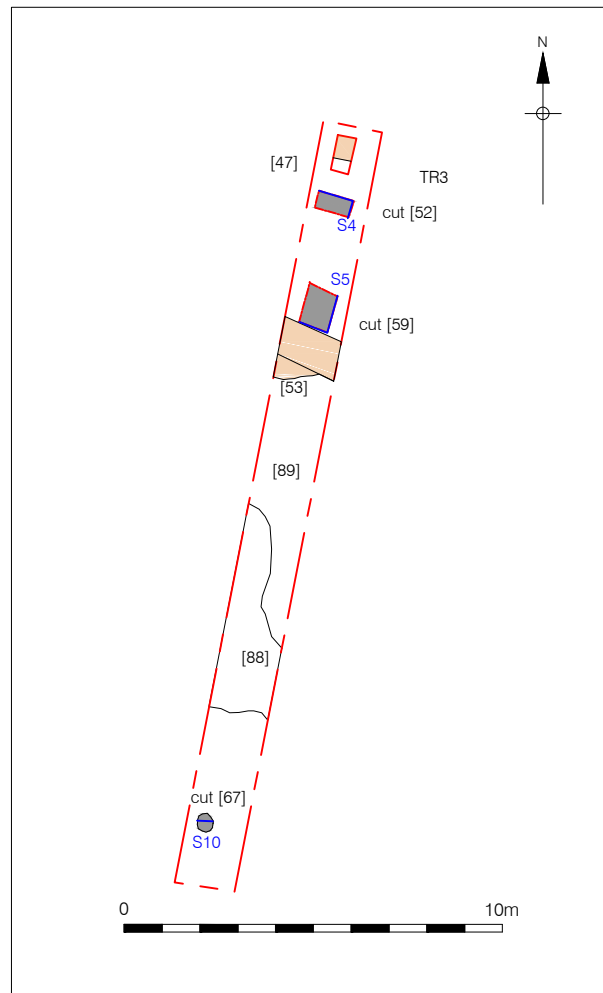 N
[47]
TR3
cut [52]
S4
S5
cut [59]
[53]
[89]
[88]
cut [67]
S10
0 10m